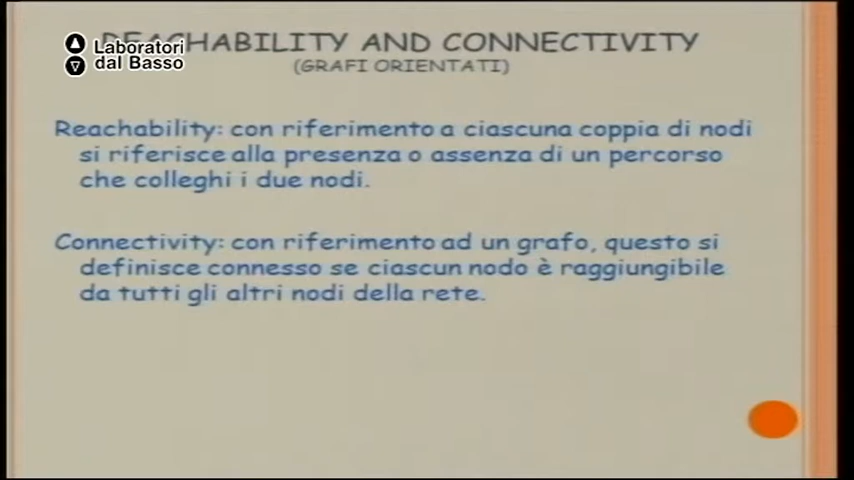 REACHABILITY AND CONNECTIVITY
(GRAFI ORIENTATI)
Laboratori
dal Basso
Reachability: con riferimento a ciascuna coppia di nodi
si riferisce alla presenza o assenza di un percorso
che colleghi i due nodi.
Connectivity: con riferimento ad un grafo, questo si
definisce connesso se ciascun nodo è raggiungibile
da tutti gli altri nodi della rete.